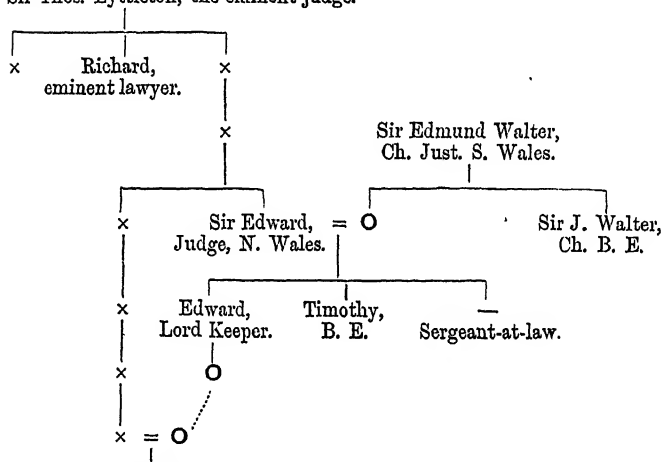 Sir Thos. Lyttleton, the eminent judge.
× Richard, ×
eminent lawyer.
×
Sir Edmund Walter,
Ch. Just. S. Wales.
× Sir Edward, = O Sir J. Walter,
Judge, N. Wales. Ch. B. E.
× Edward, Timothy, —
Lord Keeper. B. E. Sergeant-at-law.
× O
× = O